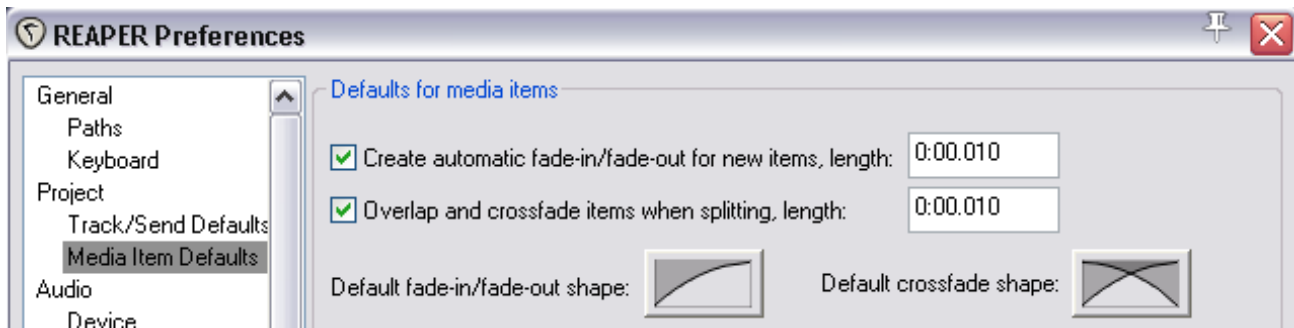 REAPER Preferences
General
Paths
Keyboard
Project
Track/Send Defaults
Media Item Defaults
Audio
Device
Defaults for media items
Create automatic fade-in/fade-out for new items, length: 0:00.010
Overlap and crossfade items when splitting, length: 0:00.010
Default fade-in/fade-out shape: Default crossfade shape: